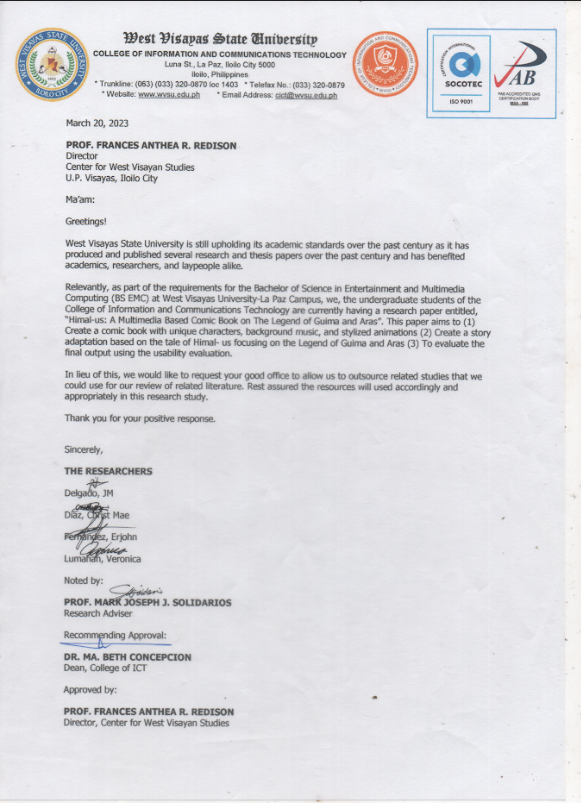 WEST VISAYAS STATE UNIVERSITY
ILOILO CITY
West Visayas State University
COLLEGE OF INFORMATION AND COMMUNICATIONS TECHNOLOGY
Luna St., La Paz, Iloilo City 5000
Iloilo, Philippines
* Trunkline: (063) (033) 320-0870 loc 1403 * Telefax No.: (033) 320-0879
* Website: www.wvsu.edu.ph * Email Address: cict@wvsu.edu.ph
SOCOTEC
ISO 9001
PAB
PAB ACCREDITED QMS
CERTIFICATION BODY
March 20, 2023
PROF. FRANCES ANTHEA R. REDISON
Director
Center for West Visayan Studies
U.P. Visayas, Iloilo City
Ma'am:
Greetings!
West Visayas State University is still upholding its academic standards over the past century as it has
produced and published several research and thesis papers over the past century and has benefited
academics, researchers, and laypeople alike.
Relevantly, as part of the requirements for the Bachelor of Science in Entertainment and Multimedia
Computing (BS EMC) at West Visayas University-La Paz Campus, we, the undergraduate students of the
College of Information and Communications Technology are currently having a research paper entitled,
"Himal-us: A Multimedia Based Comic Book on The Legend of Guima and Aras". This paper aims to (1)
Create a comic book with unique characters, background music, and stylized animations (2) Create a story
adaptation based on the tale of Himal- us focusing on the Legend of Guima and Aras (3) To evaluate the
final output using the usability evaluation.
In lieu of this, we would like to request your good office to allow us to outsource related studies that we
could use for our review of related literature. Rest assured the resources will used accordingly and
appropriately in this research study.
Thank you for your positive response.
Sincerely,
THE RESEARCHERS
Delgado, JM
Diaz, Christ Mae
Fernandez, Erjohn
Lumanah, Veronica
Noted by:
PROF. MARK JOSEPH J. SOLIDARIOS
Research Adviser
Recommending Approval:
DR. MA. BETH CONCEPCION
Dean, College of ICT
Approved by:
PROF. FRANCES ANTHEA R. REDISON
Director, Center for West Visayan Studies